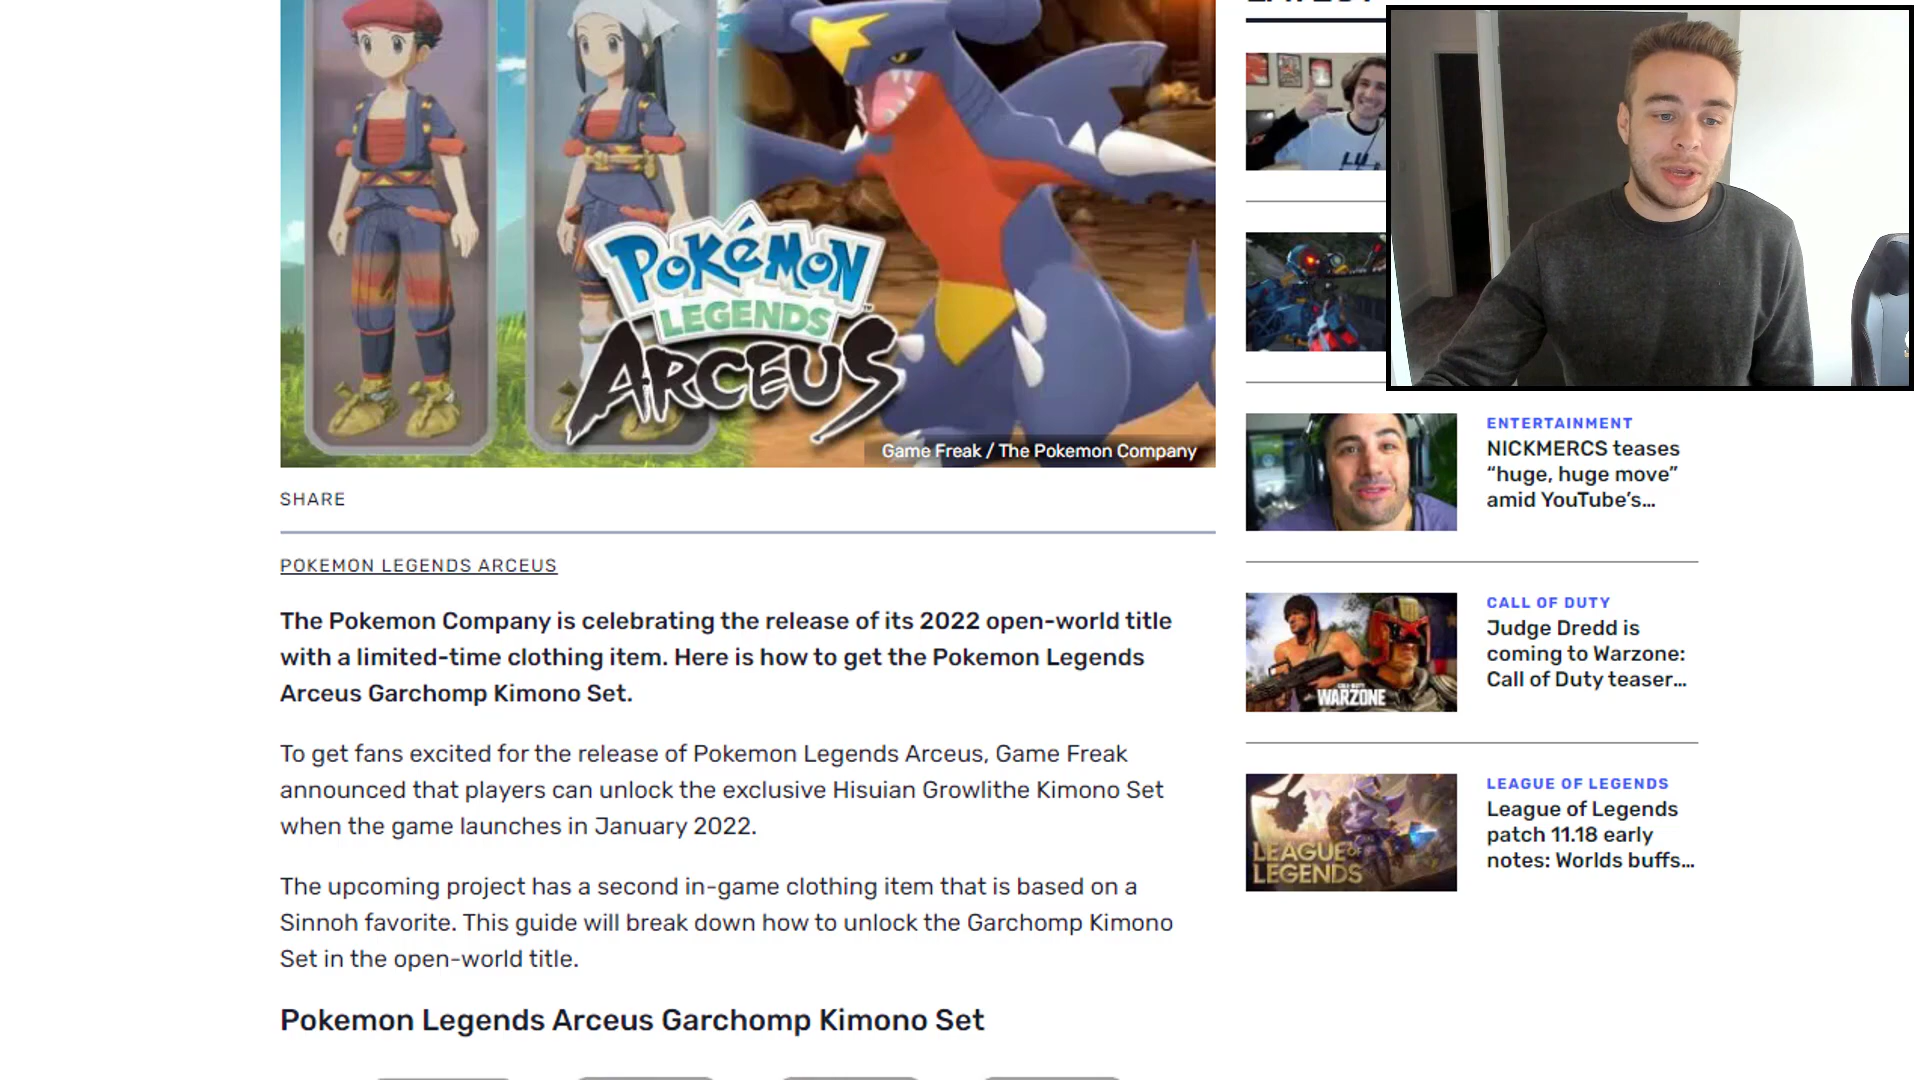 POKéMON
LEGENDS
ARCEUS
Game Freak / The Pokemon Company
SHARE
POKEMON LEGENDS ARCEUS
The Pokemon Company is celebrating the release of its 2022 open-world title
with a limited-time clothing item. Here is how to get the Pokemon Legends
Arceus Garchomp Kimono Set.
To get fans excited for the release of Pokemon Legends Arceus, Game Freak
announced that players can unlock the exclusive Hisuian Growlithe Kimono Set
when the game launches in January 2022.
The upcoming project has a second in-game clothing item that is based on a
Sinnoh favorite. This guide will break down how to unlock the Garchomp Kimono
Set in the open-world title.
Pokemon Legends Arceus Garchomp Kimono Set
ENTERTAINMENT
NICKMERCS teases
“huge, huge move”
amid YouTube’s...
CALL OF DUTY
Judge Dredd is
coming to Warzone:
Call of Duty teaser...
WARZONE
LEAGUE OF LEGENDS
League of Legends
patch 11.18 early
notes: Worlds buffs...
LEAGUE OF
LEGENDS